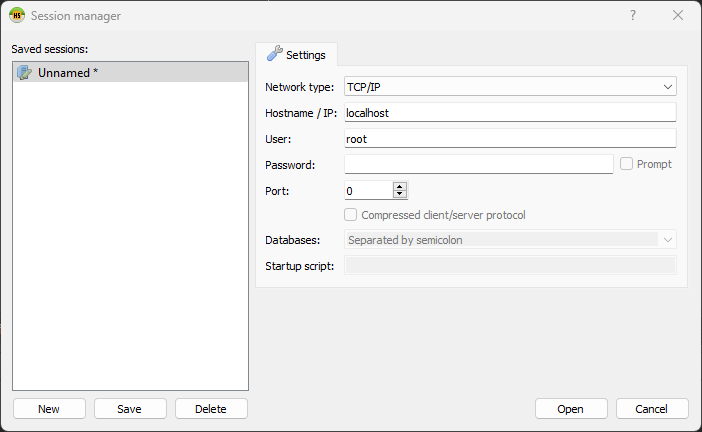 HS
Session manager
?
Saved sessions:
Unnamed *
Settings
Network type: TCP/IP
Hostname / IP: localhost
User: root
Password: Prompt
Port: 0
Compressed client/server protocol
Databases: Separated by semicolon
Startup script:
New Save Delete Open Cancel